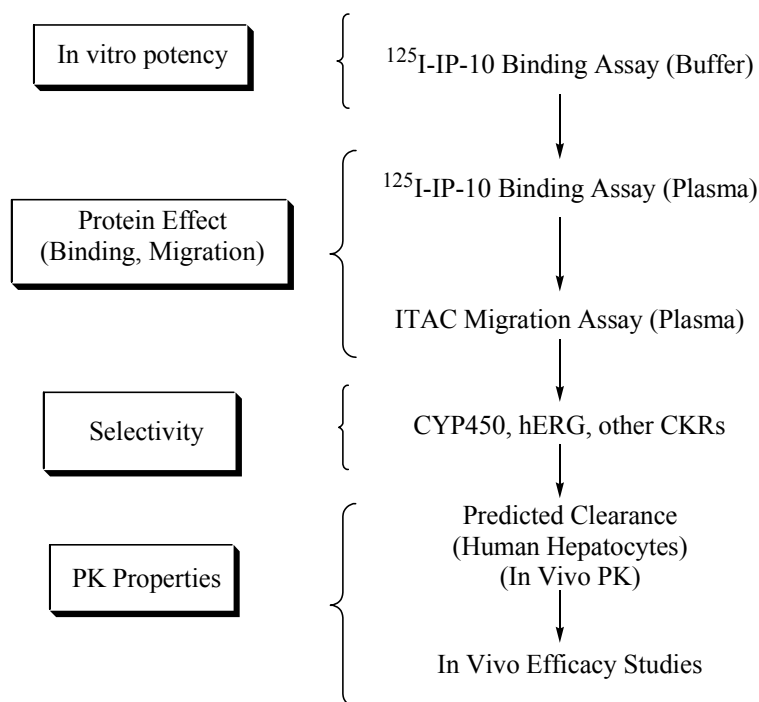 In vitro potency
¹²⁵I-IP-10 Binding Assay (Buffer)
Protein Effect
(Binding, Migration)
¹²⁵I-IP-10 Binding Assay (Plasma)
ITAC Migration Assay (Plasma)
Selectivity
CYP450, hERG, other CKRs
PK Properties
Predicted Clearance
(Human Hepatocytes)
(In Vivo PK)
In Vivo Efficacy Studies